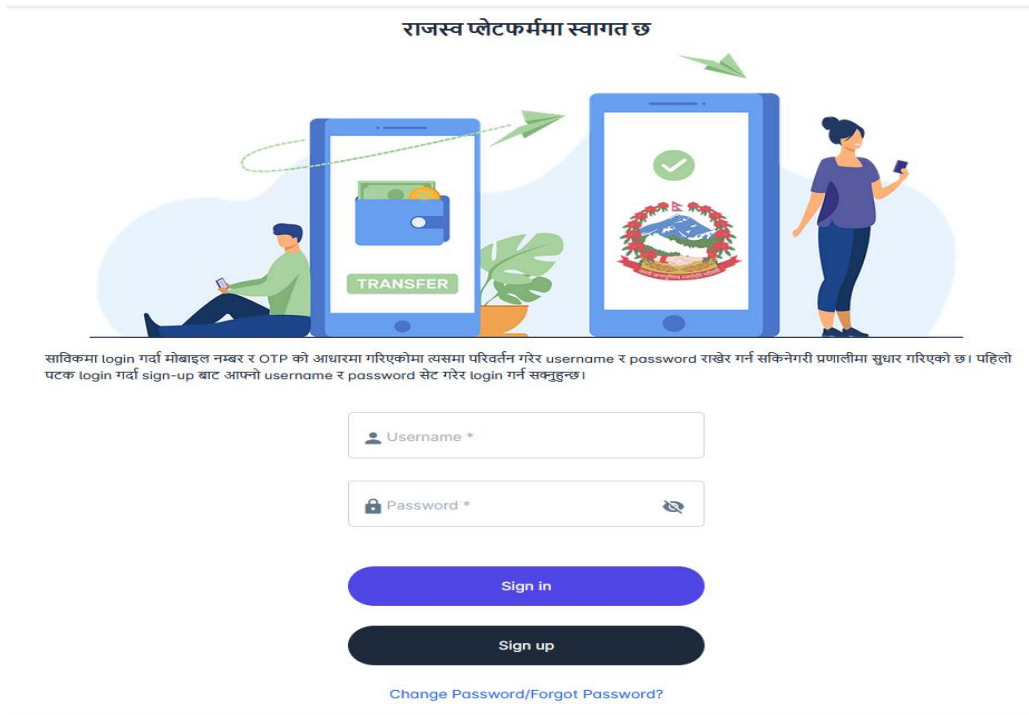 राजस्व प्लेटफर्ममा स्वागत छ
TRANSFER
साविकमा login गर्दा मोबाइल नम्बर र OTP को आधारमा गरिएकोमा त्यसमा परिवर्तन गरेर username र password राखेर गर्न सकिनेगरी प्रणालीमा सुधार गरिएको छ। पहिलो
पटक login गर्दा sign-up बाट आफ्नो username र password सेट गरेर login गर्न सक्नुहुन्छ।
Username *
Password *
Sign in
Sign up
Change Password/Forgot Password?